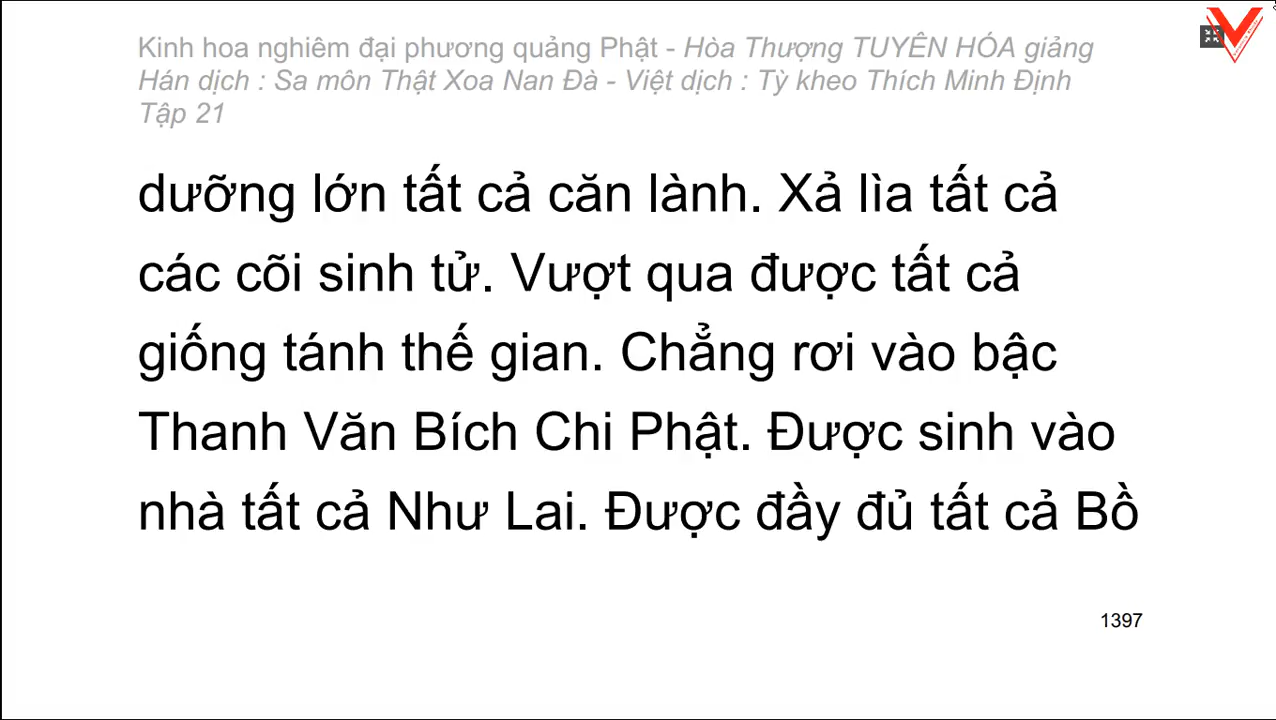 Kinh hoa nghiêm đại phương quảng Phật - Hòa Thượng TUYÊN HÓA giảng
Hán dịch : Sa môn Thật Xoa Nan Đà - Việt dịch : Tỳ kheo Thích Minh Định
Tập 21
dưỡng lớn tất cả căn lành. Xả lìa tất cả
các cõi sinh tử. Vượt qua được tất cả
giống tánh thế gian. Chẳng rơi vào bậc
Thanh Văn Bích Chi Phật. Được sinh vào
nhà tất cả Như Lai. Được đầy đủ tất cả Bồ
1397